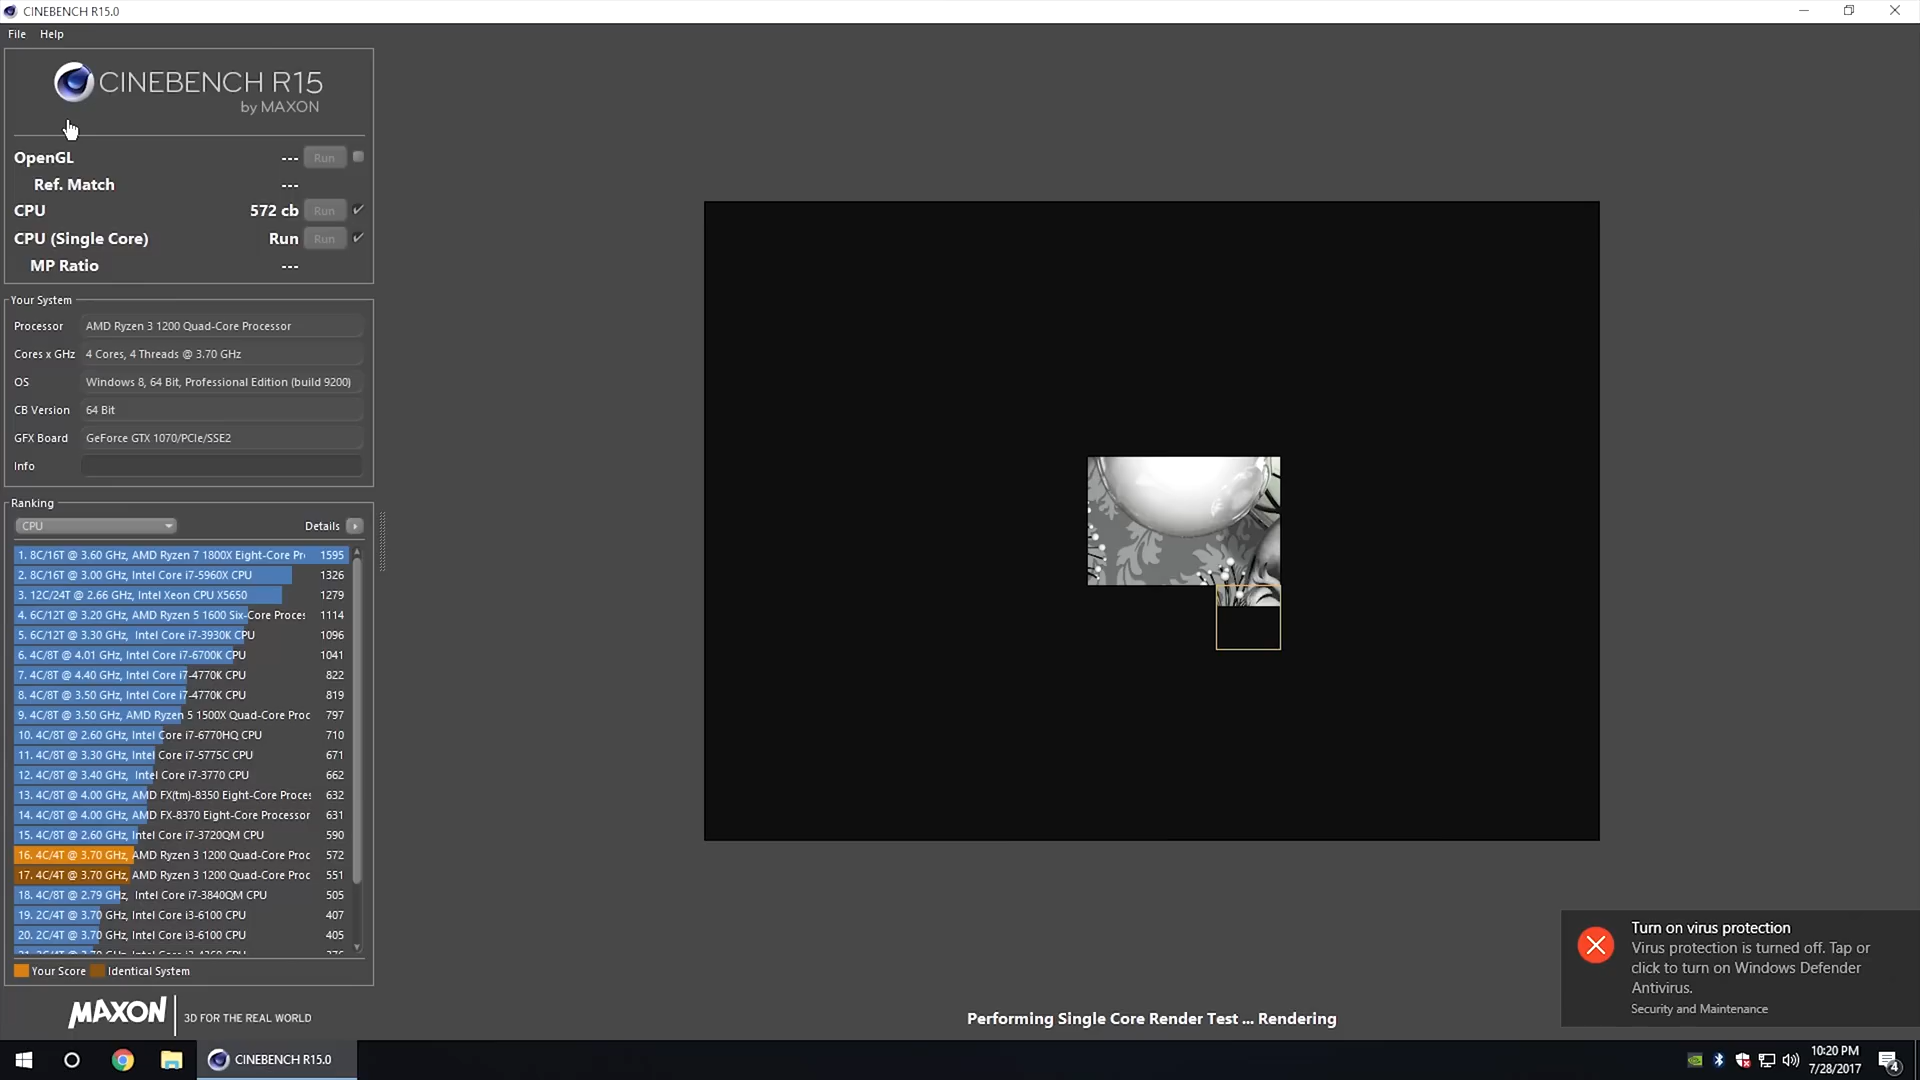 CINEBENCH R15.0
File Help
CINEBENCH R15
by MAXON
OpenGL --- Run
Ref. Match ---
CPU 572 cb Run
CPU (Single Core) Run Run
MP Ratio ---
Your System
Processor AMD Ryzen 3 1200 Quad-Core Processor
Cores x GHz 4 Cores, 4 Threads @ 3.70 GHz
OS Windows 8, 64 Bit, Professional Edition (build 9200)
CB Version 64 Bit
GFX Board GeForce GTX 1070/PCIe/SSE2
Info
Ranking
CPU Details
1. 8C/16T @ 3.60 GHz, AMD Ryzen 7 1800X Eight-Core Pr 1595
2. 8C/16T @ 3.00 GHz, Intel Core i7-5960X CPU 1326
3. 12C/24T @ 2.66 GHz, Intel Xeon CPU X5650 1279
4. 6C/12T @ 3.20 GHz, AMD Ryzen 5 1600 Six-Core Proces 1114
5. 6C/12T @ 3.30 GHz, Intel Core i7-3930K CPU 1096
6. 4C/8T @ 4.01 GHz, Intel Core i7-6700K CPU 1041
7. 4C/8T @ 4.40 GHz, Intel Core i7-4770K CPU 822
8. 4C/8T @ 3.50 GHz, Intel Core i7-4770K CPU 819
9. 4C/8T @ 3.50 GHz, AMD Ryzen 5 1500X Quad-Core Proc 797
10. 4C/8T @ 2.60 GHz, Intel Core i7-6770HQ CPU 710
11. 4C/8T @ 3.30 GHz, Intel Core i7-5775C CPU 671
12. 4C/8T @ 3.40 GHz, Intel Core i7-3770 CPU 662
13. 4C/8T @ 4.00 GHz, AMD FX(tm)-8350 Eight-Core Proces 632
14. 4C/8T @ 4.00 GHz, AMD FX-8370 Eight-Core Processor 631
15. 4C/8T @ 2.60 GHz, Intel Core i7-3720QM CPU 590
16. 4C/4T @ 3.70 GHz, AMD Ryzen 3 1200 Quad-Core Proc 572
17. 4C/4T @ 3.70 GHz, AMD Ryzen 3 1200 Quad-Core Proc 551
18. 4C/8T @ 2.79 GHz, Intel Core i7-3840QM CPU 505
19. 2C/4T @ 3.70 GHz, Intel Core i3-6100 CPU 407
20. 2C/4T @ 3.70 GHz, Intel Core i3-6100 CPU 405
Your Score Identical System
MAXON 3D FOR THE REAL WORLD
Performing Single Core Render Test ... Rendering
Turn on virus protection
Virus protection is turned off. Tap or
click to turn on Windows Defender
Antivirus.
Security and Maintenance
CINEBENCH R15.0
10:20 PM
7/28/2017
4